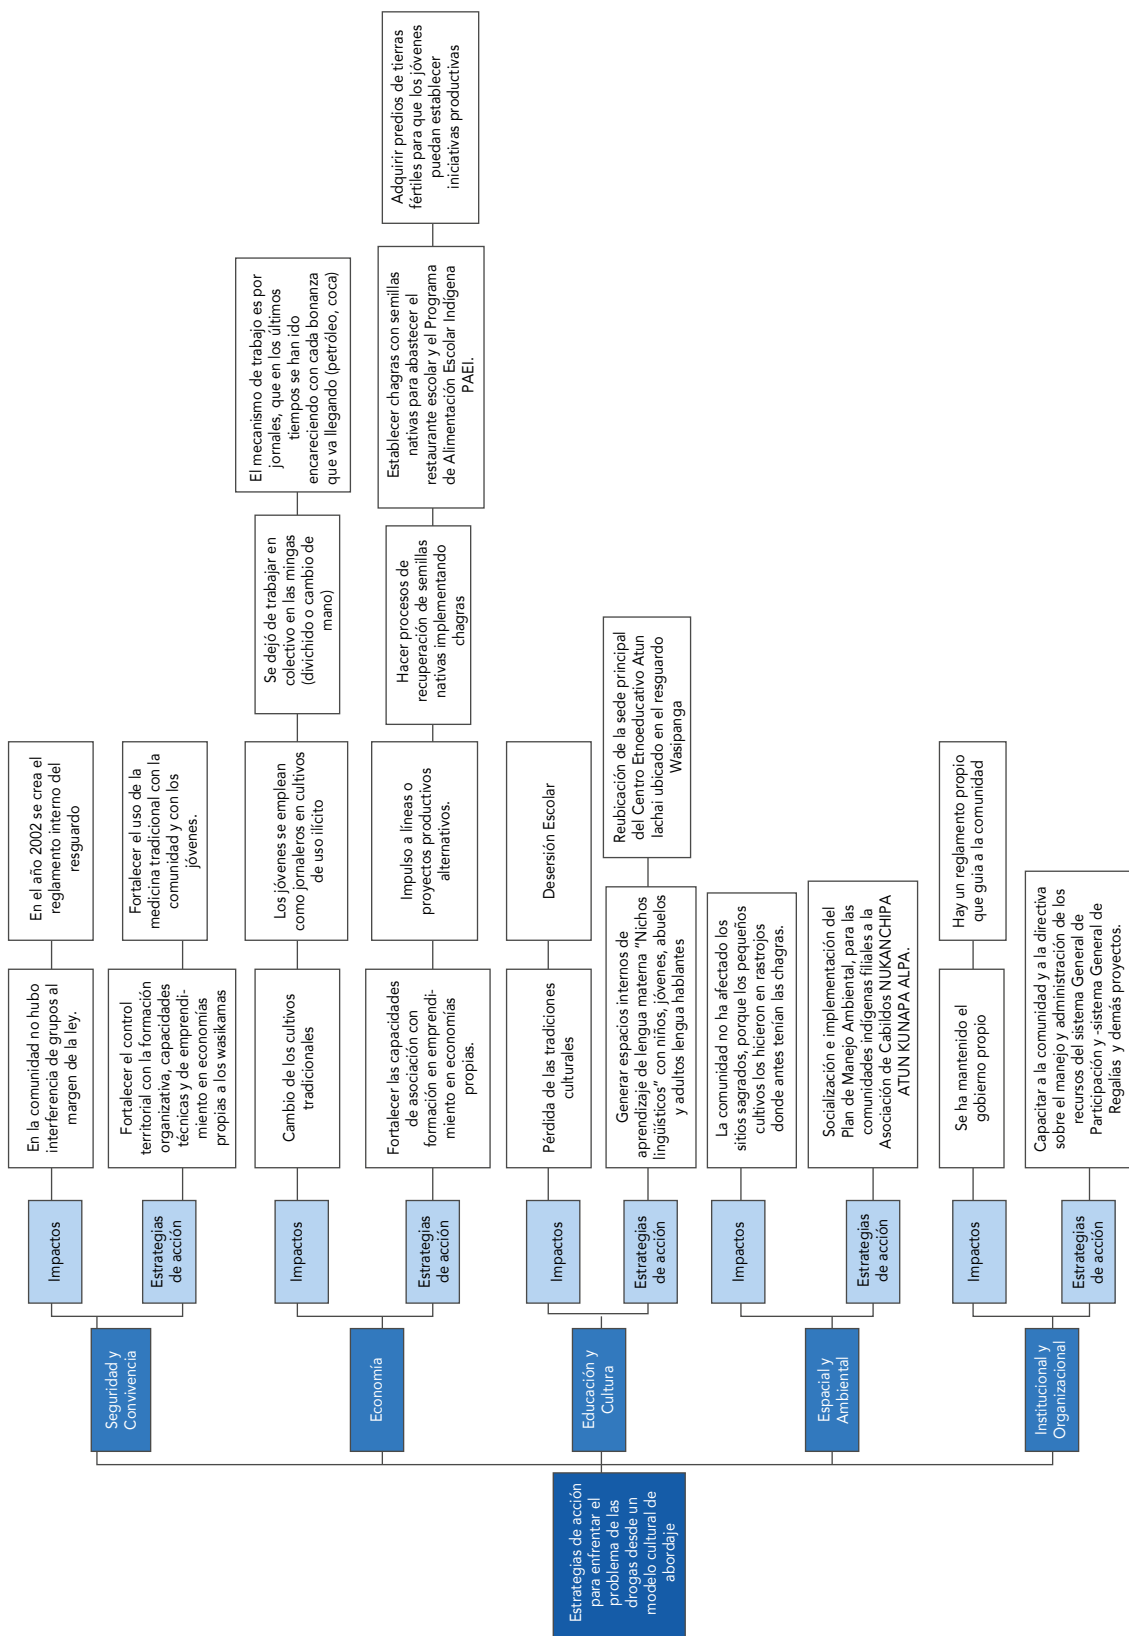 Estrategias de acción
para enfrentar el
problema de las
drogas desde un
modelo cultural de
abordaje
Seguridad y
Convivencia
Impactos
En la comunidad no hubo
interferencia de grupos al
margen de la ley.
En el año 2002 se crea el
reglamento interno del
resguardo
Estrategias
de acción
Fortalecer el control
territorial con la formación
organizativa, capacidades
técnicas y de emprendi-
miento en economías
propias a los wasikamas
Fortalecer el uso de la
medicina tradicional con la
comunidad y con los
jóvenes.
Economía
Impactos
Cambio de los cultivos
tradicionales
Los jóvenes se emplean
como jornaleros en cultivos
de uso ilícito
Se dejó de trabajar en
colectivo en las mingas
(divichido o cambio de
mano)
El mecanismo de trabajo es por
jornales, que en los últimos
tiempos se han ido
encareciendo con cada bonanza
que va llegando (petróleo, coca)
Estrategias
de acción
Fortalecer las capacidades
de asociación con
formación en emprendi-
miento en economías
propias.
Impulso a líneas o
proyectos productivos
alternativos.
Hacer procesos de
recuperación de semillas
nativas implementando
chagras
Establecer chagras con semillas
nativas para abastecer el
restaurante escolar y el Programa
de Alimentación Escolar Indígena
PAEI.
Adquirir predios de tierras
fértiles para que los jóvenes
puedan establecer
iniciativas productivas
Educación y
Cultura
Impactos
Pérdida de las tradiciones
culturales
Desersión Escolar
Estrategias
de acción
Generar espacios internos de
aprendizaje de lengua materna “Nichos
lingüísticos” con niños, jóvenes, abuelos
y adultos lengua hablantes
Reubicación de la sede principal
del Centro Etnoeducativo Atun
Iachai ubicado en el resguardo
Wasipanga
Espacial y
Ambiental
Impactos
La comunidad no ha afectado los
sitios sagrados, porque los pequeños
cultivos los hicieron en rastrojos
donde antes tenían las chagras.
Estrategias
de acción
Socialización e implementación del
Plan de Manejo Ambiental, para las
comunidades indígenas filiales a la
Asociación de Cabildos NUKANCHIPA
ATUN KUNAPA ALPA.
Institucional y
Organizacional
Impactos
Se ha mantenido el
gobierno propio
Hay un reglamento propio
que guia a la comunidad
Estrategias
de acción
Capacitar a la comunidad y a la directiva
sobre el manejo y administración de los
recursos del sistema General de
Participación y -sistema General de
Regalías y demás proyectos.